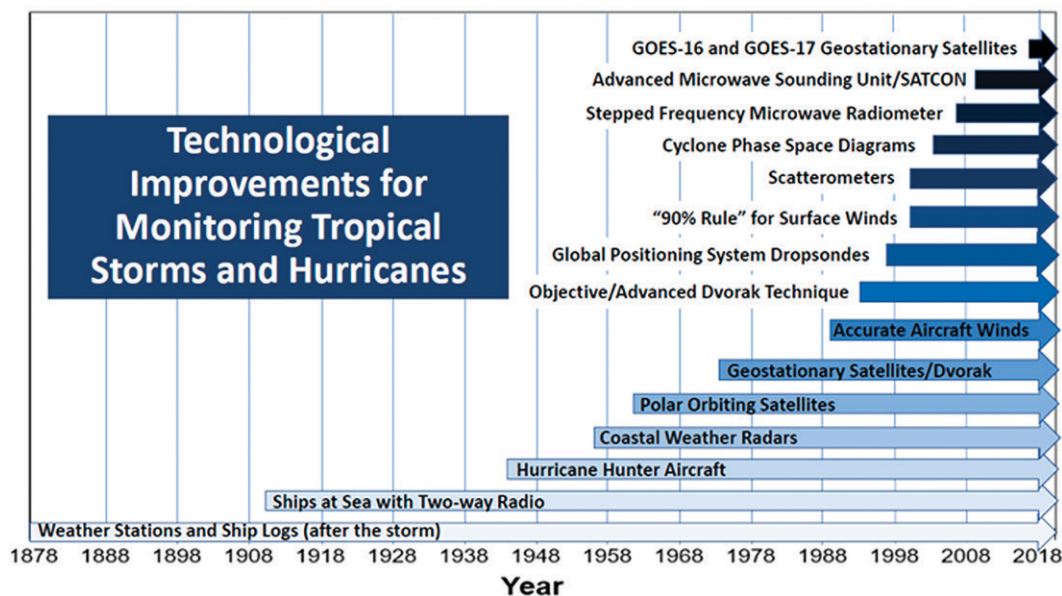 GOES-16 and GOES-17 Geostationary Satellites
Advanced Microwave Sounding Unit/SATCON
Stepped Frequency Microwave Radiometer
Cyclone Phase Space Diagrams
Scatterometers
“90% Rule” for Surface Winds
Global Positioning System Dropsondes
Objective/Advanced Dvorak Technique
Accurate Aircraft Winds
Geostationary Satellites/Dvorak
Polar Orbiting Satellites
Coastal Weather Radars
Hurricane Hunter Aircraft
Ships at Sea with Two-way Radio
Weather Stations and Ship Logs (after the storm)
Technological
Improvements for
Monitoring Tropical
Storms and Hurricanes
1878 1888 1898 1908 1918 1928 1938 1948 1958 1968 1978 1988 1998 2008 2018
Year